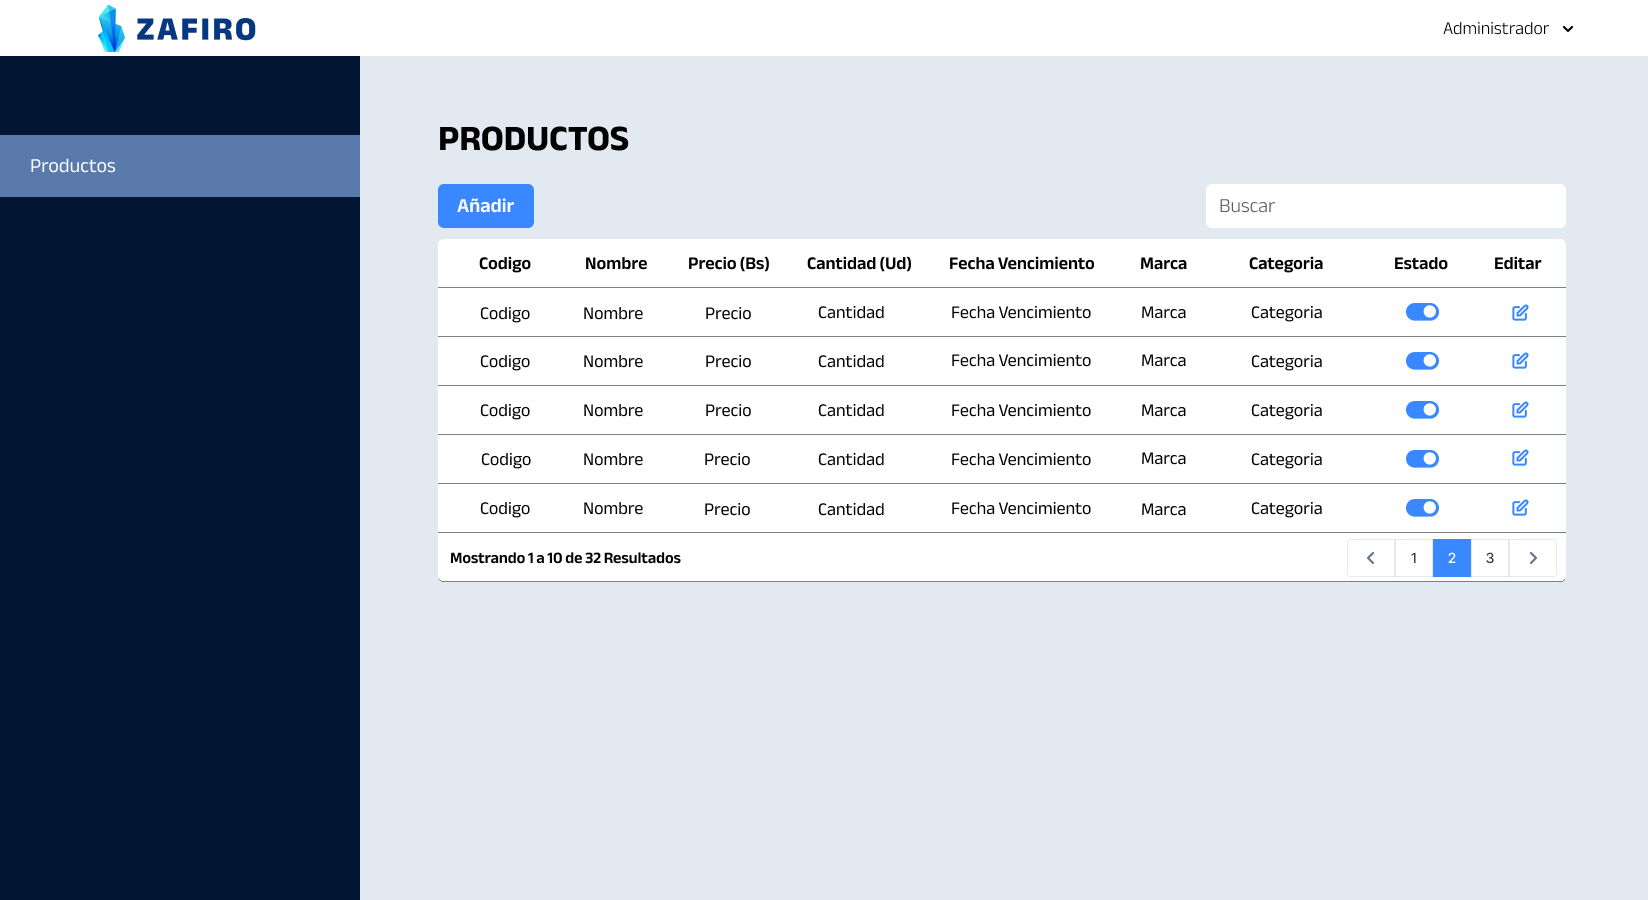 ZAFIRO
Administrador
Productos
PRODUCTOS
Añadir
Buscar
Codigo Nombre Precio (Bs) Cantidad (Ud) Fecha Vencimiento Marca Categoria Estado Editar
Codigo Nombre Precio Cantidad Fecha Vencimiento Marca Categoria
Codigo Nombre Precio Cantidad Fecha Vencimiento Marca Categoria
Codigo Nombre Precio Cantidad Fecha Vencimiento Marca Categoria
Codigo Nombre Precio Cantidad Fecha Vencimiento Marca Categoria
Codigo Nombre Precio Cantidad Fecha Vencimiento Marca Categoria
Mostrando 1 a 10 de 32 Resultados 1 2 3